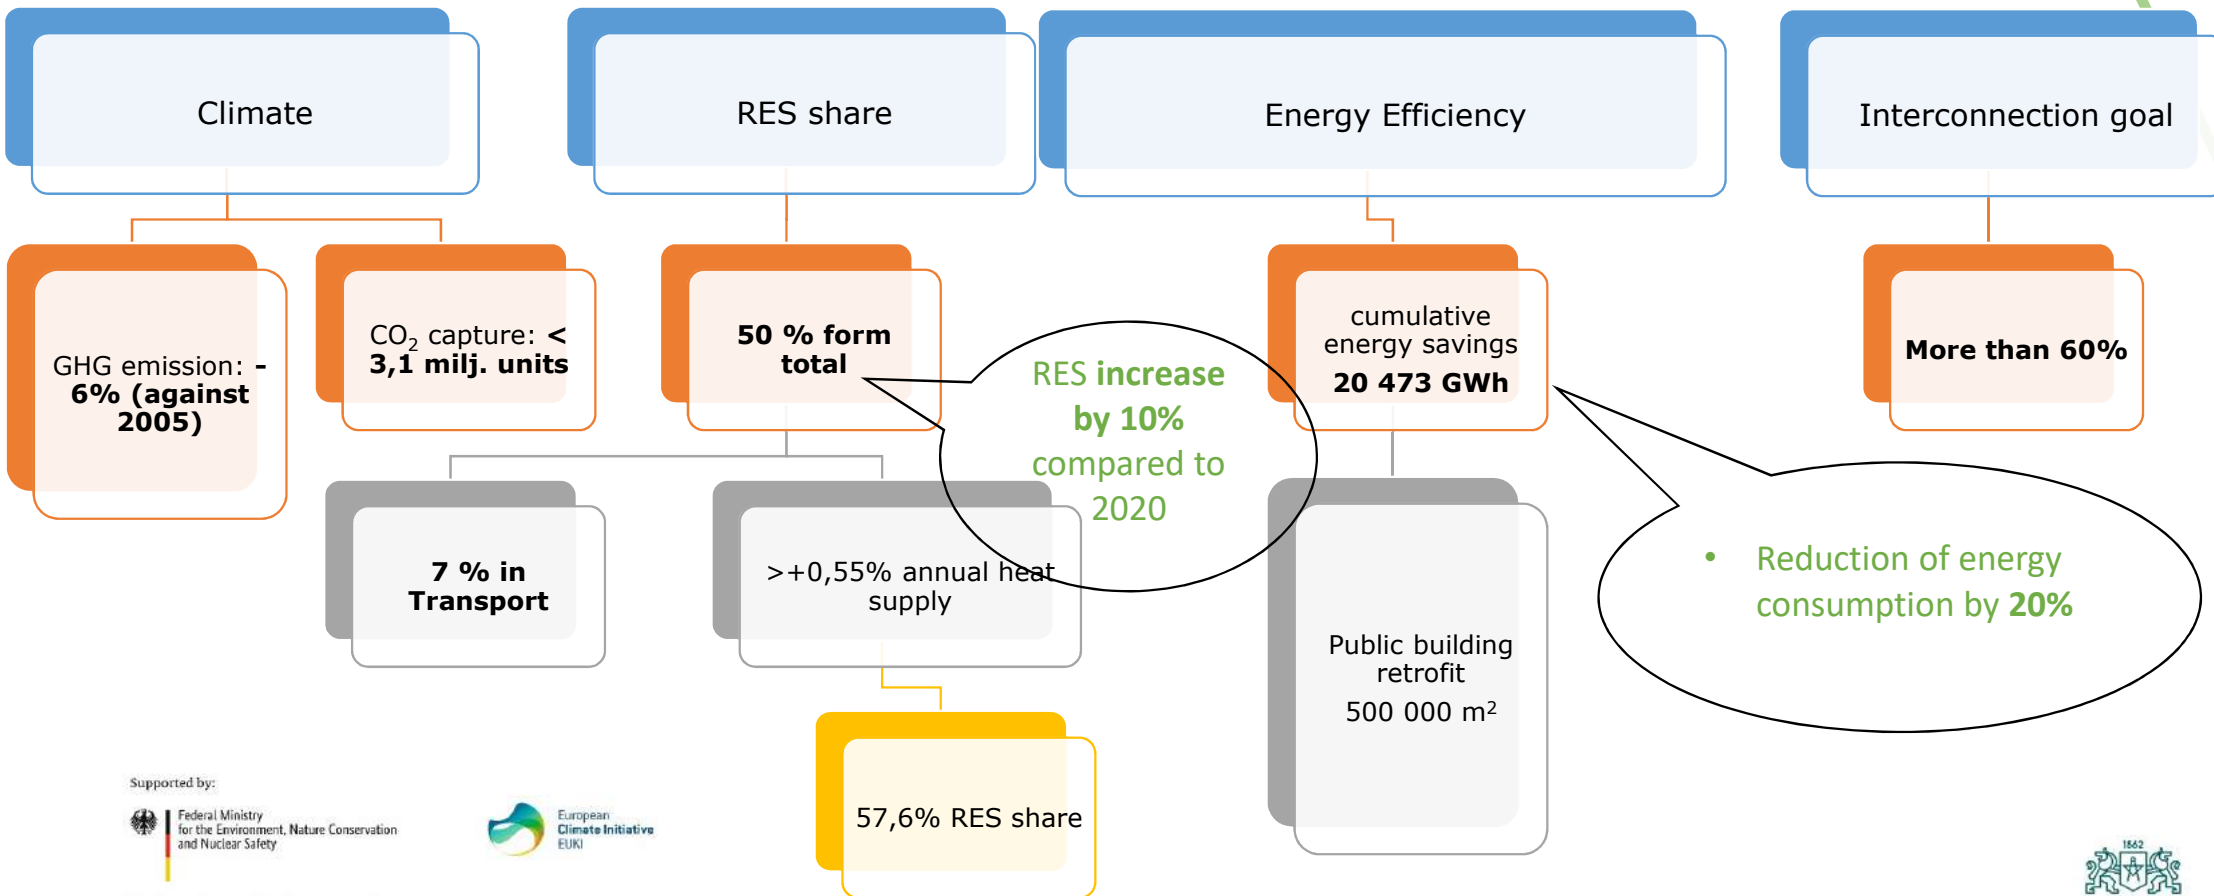 Climate
RES share
Energy Efficiency
Interconnection goal
GHG emission: -
6% (against
2005)
CO₂ capture: <
3,1 milj. units
50 % form
total
RES increase
by 10%
compared to
2020
cumulative
energy savings
20 473 GWh
More than 60%
7 % in
Transport
>+0,55% annual heat
supply
Public building
retrofit
500 000 m²
• Reduction of energy
consumption by 20%
57,6% RES share
Supported by:
Federal Ministry
for the Environment, Nature Conservation
and Nuclear Safety
European
Climate Initiative
EUKI
1862